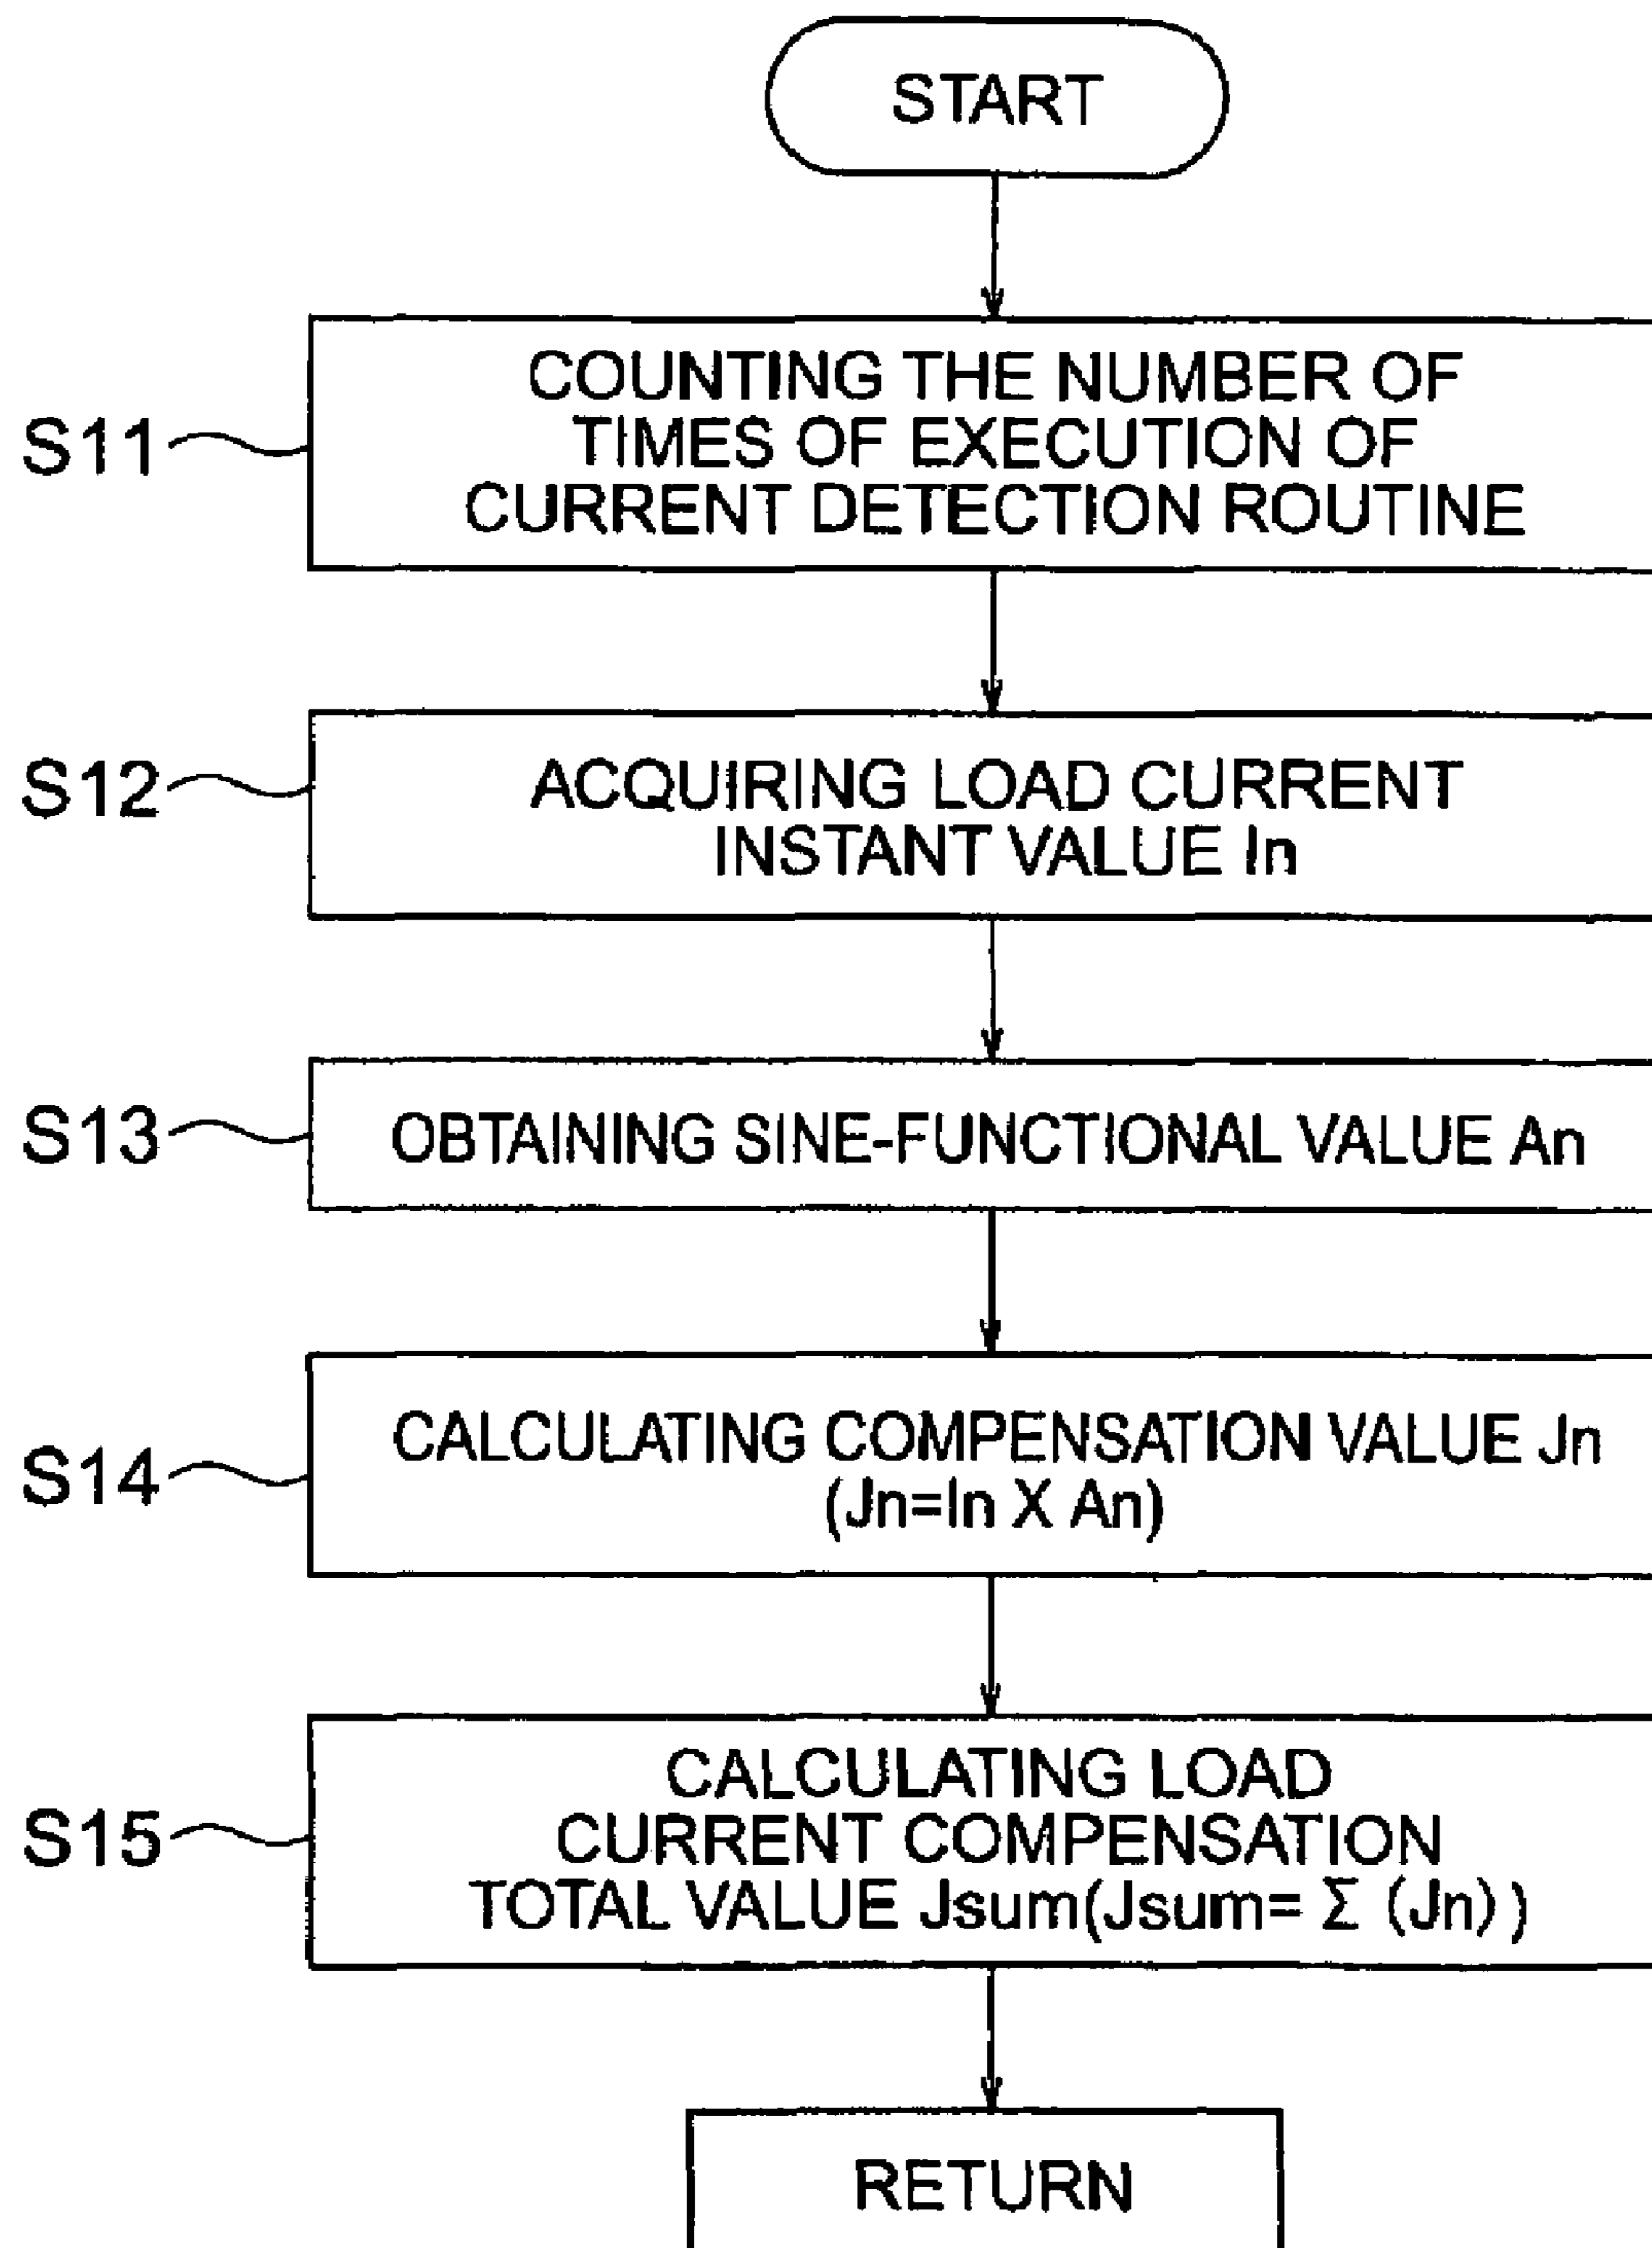 START
S11
COUNTING THE NUMBER OF
TIMES OF EXECUTION OF
CURRENT DETECTION ROUTINE
S12
ACQUIRING LOAD CURRENT
INSTANT VALUE In
S13
OBTAINING SINE-FUNCTIONAL VALUE An
S14
CALCULATING COMPENSATION VALUE Jn
(Jn=In X An)
S15
CALCULATING LOAD
CURRENT COMPENSATION
TOTAL VALUE Jsum(Jsum= Σ (Jn))
RETURN